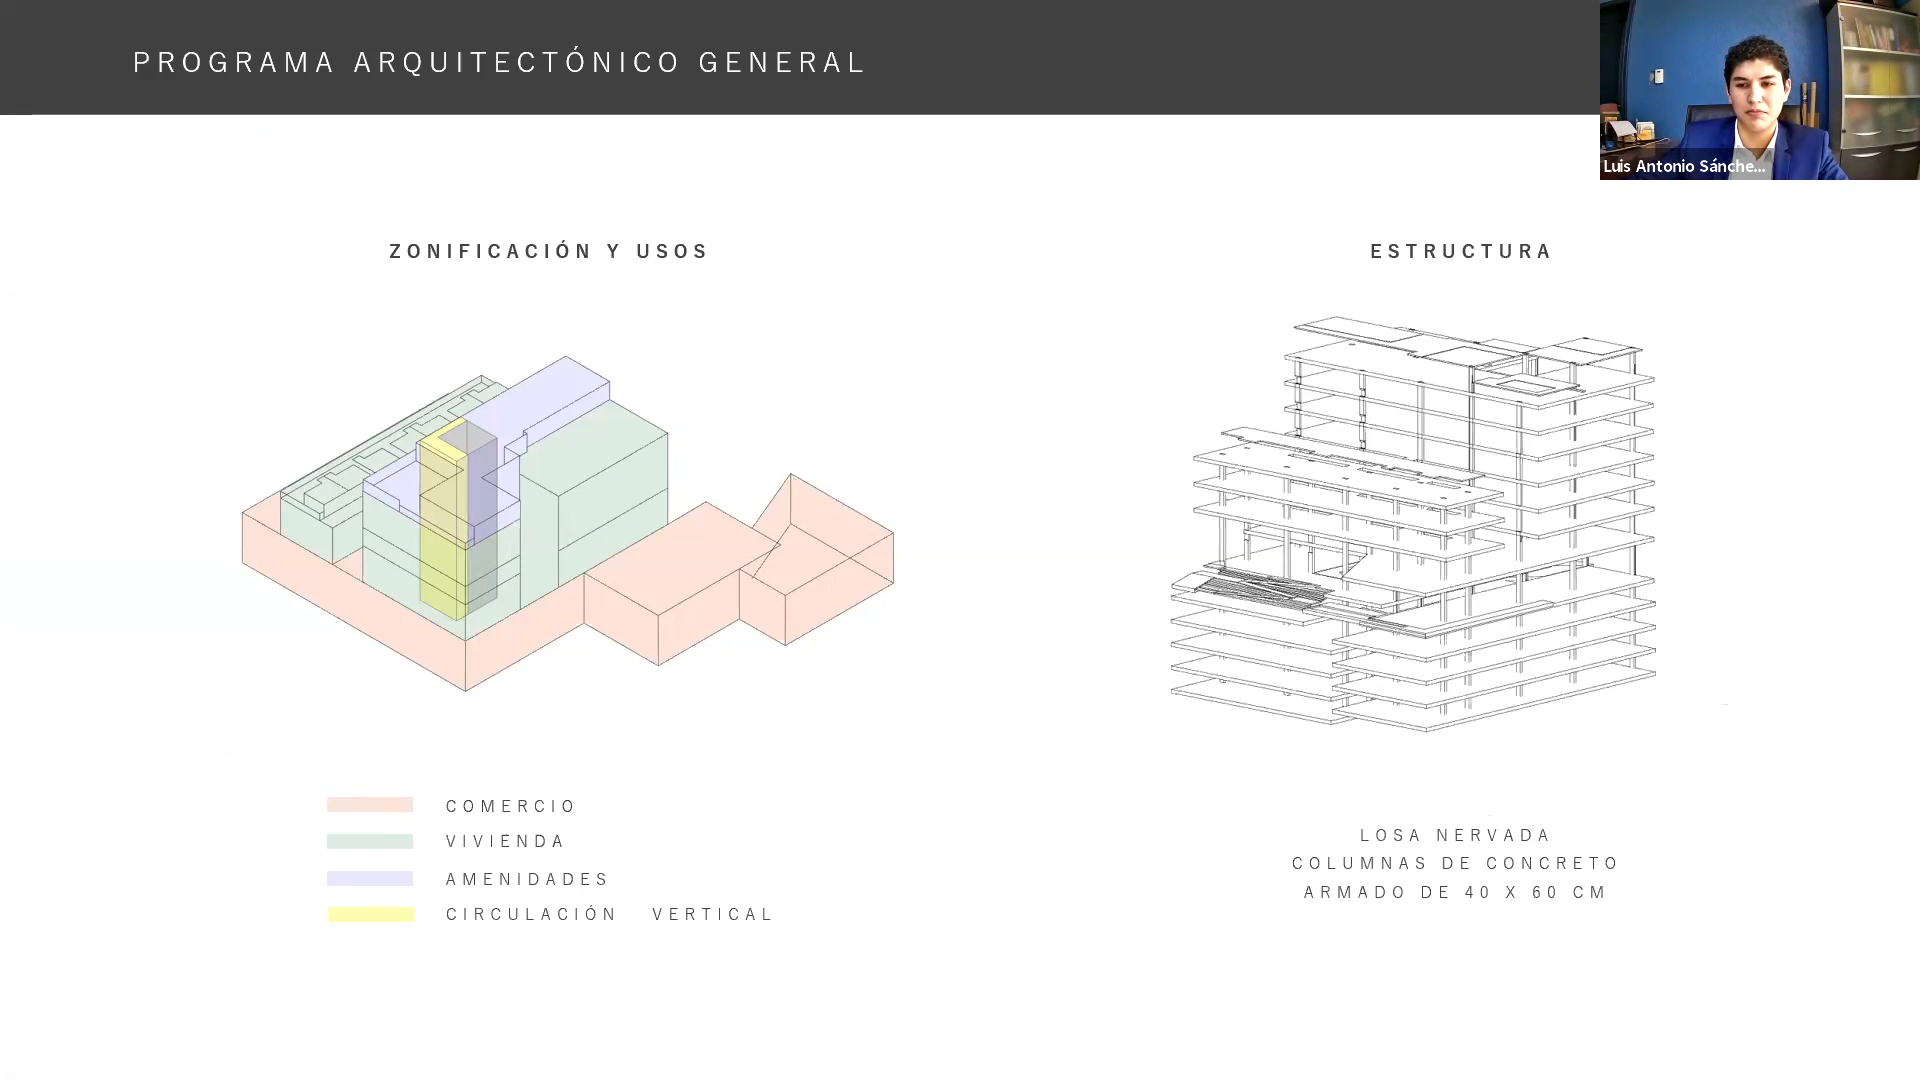 PROGRAMA ARQUITECTÓNICO GENERAL
Luis Antonio Sánche...
ZONIFICACIÓN Y USOS
ESTRUCTURA
COMERCIO
VIVIENDA
AMENIDADES
CIRCULACIÓN VERTICAL
LOSA NERVADA
COLUMNAS DE CONCRETO
ARMADO DE 40 X 60 CM